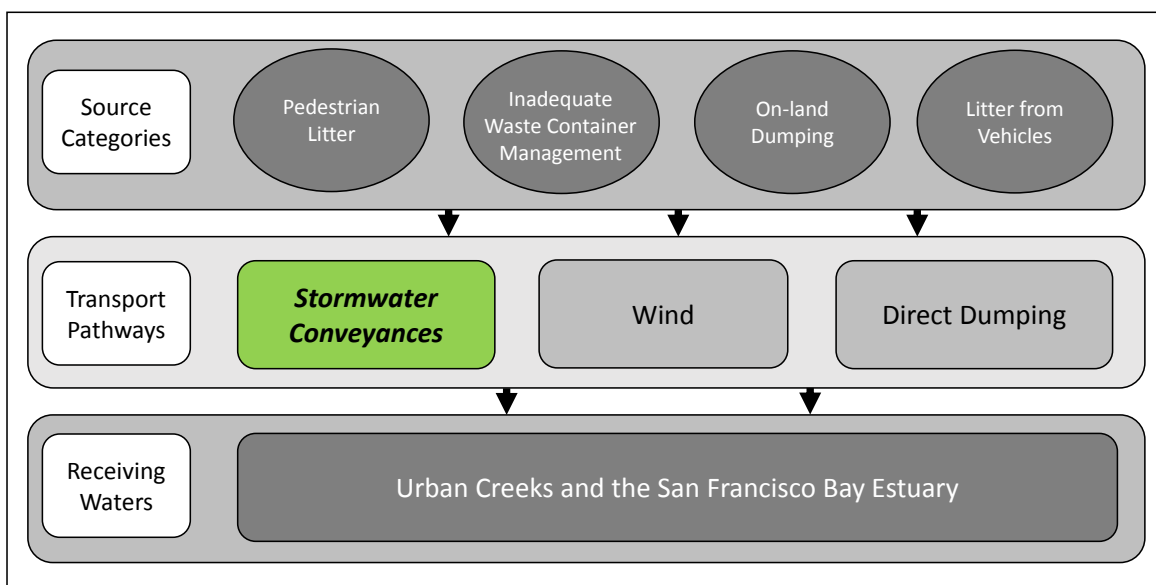 Source
Categories
Pedestrian
Litter
Inadequate
Waste Container
Management
On-land
Dumping
Litter from
Vehicles
Transport
Pathways
Stormwater
Conveyances
Wind
Direct Dumping
Receiving
Waters
Urban Creeks and the San Francisco Bay Estuary